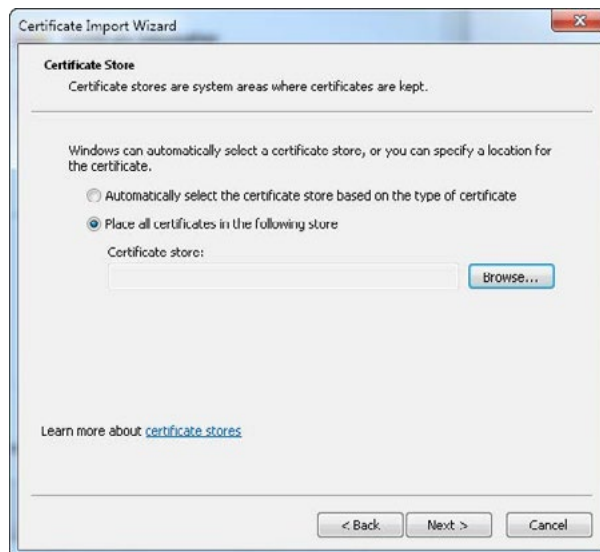 Certificate Import Wizard
Certificate Store
Certificate stores are system areas where certificates are kept.
Windows can automatically select a certificate store, or you can specify a location for
the certificate.
Automatically select the certificate store based on the type of certificate
Place all certificates in the following store
Certificate store:
Browse...
Learn more about certificate stores
< Back
Next >
Cancel